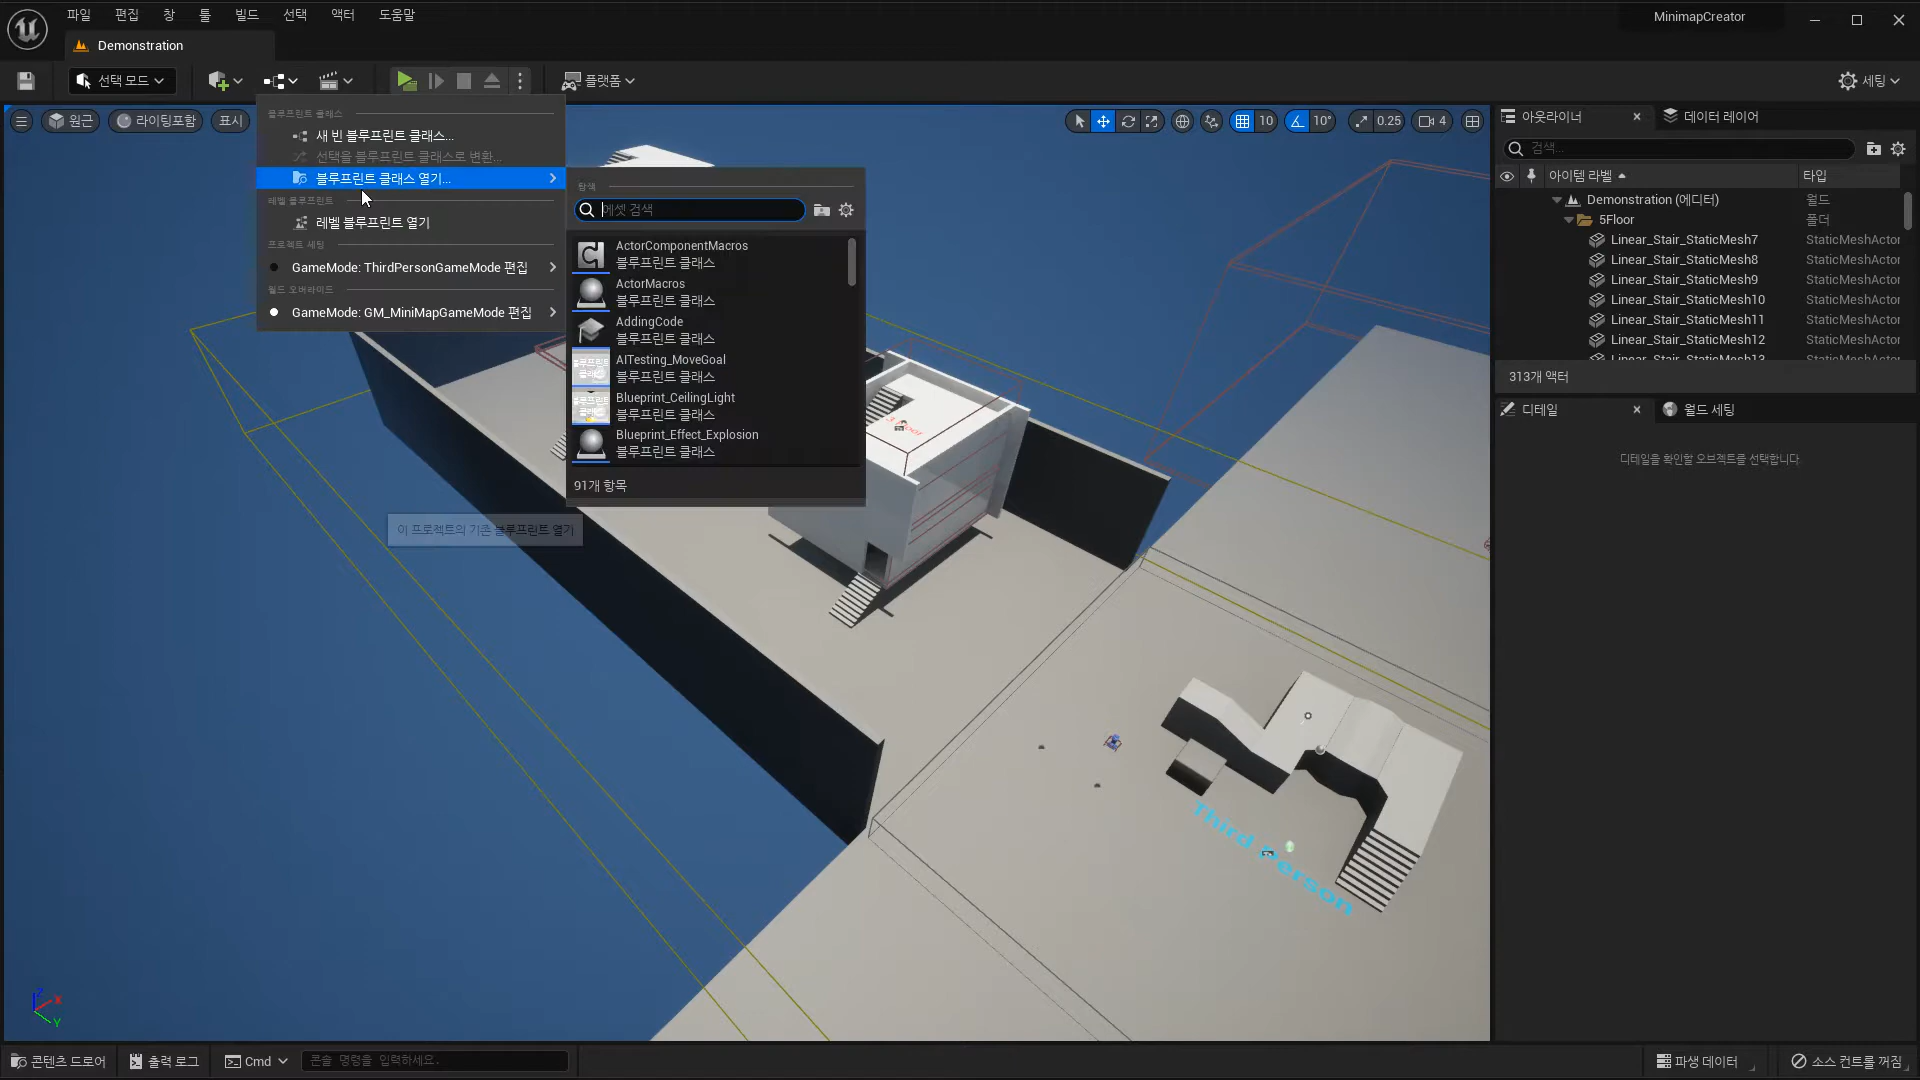 파일 편집 창 툴 빌드 선택 액터 도움말
MinimapCreator
Demonstration
선택 모드
플랫폼
세팅
원근
라이팅포함
표시
10
10°
0.25
4
블루프린트 클래스
새 빈 블루프린트 클래스...
선택을 블루프린트 클래스로 변환...
블루프린트 클래스 열기...
레벨 블루프린트
레벨 블루프린트 열기
프로젝트 세팅
GameMode: ThirdPersonGameMode 편집
월드 오버라이드
GameMode: GM_MiniMapGameMode 편집
탐색
에셋 검색
ActorComponentMacros
블루프린트 클래스
ActorMacros
블루프린트 클래스
AddingCode
블루프린트 클래스
AITesting_MoveGoal
블루프린트 클래스
Blueprint_CeilingLight
블루프린트 클래스
Blueprint_Effect_Explosion
블루프린트 클래스
91개 항목
이 프로젝트의 기존 블루프린트 열기
3 Floor
Third Person
Z
X
Y
아웃라이너
데이터 레이어
검색...
아이템 라벨 타입
Demonstration (에디터) 월드
5Floor 폴더
Linear_Stair_StaticMesh7 StaticMeshActor
Linear_Stair_StaticMesh8 StaticMeshActor
Linear_Stair_StaticMesh9 StaticMeshActor
Linear_Stair_StaticMesh10 StaticMeshActor
Linear_Stair_StaticMesh11 StaticMeshActor
Linear_Stair_StaticMesh12 StaticMeshActor
Linear_Stair_StaticMesh13 StaticMeshActor
313개 액터
디테일
월드 세팅
디테일을 확인할 오브젝트를 선택합니다.
콘텐츠 드로어
출력 로그
Cmd
콘솔 명령을 입력하세요.
파생 데이터
소스 컨트롤 꺼짐